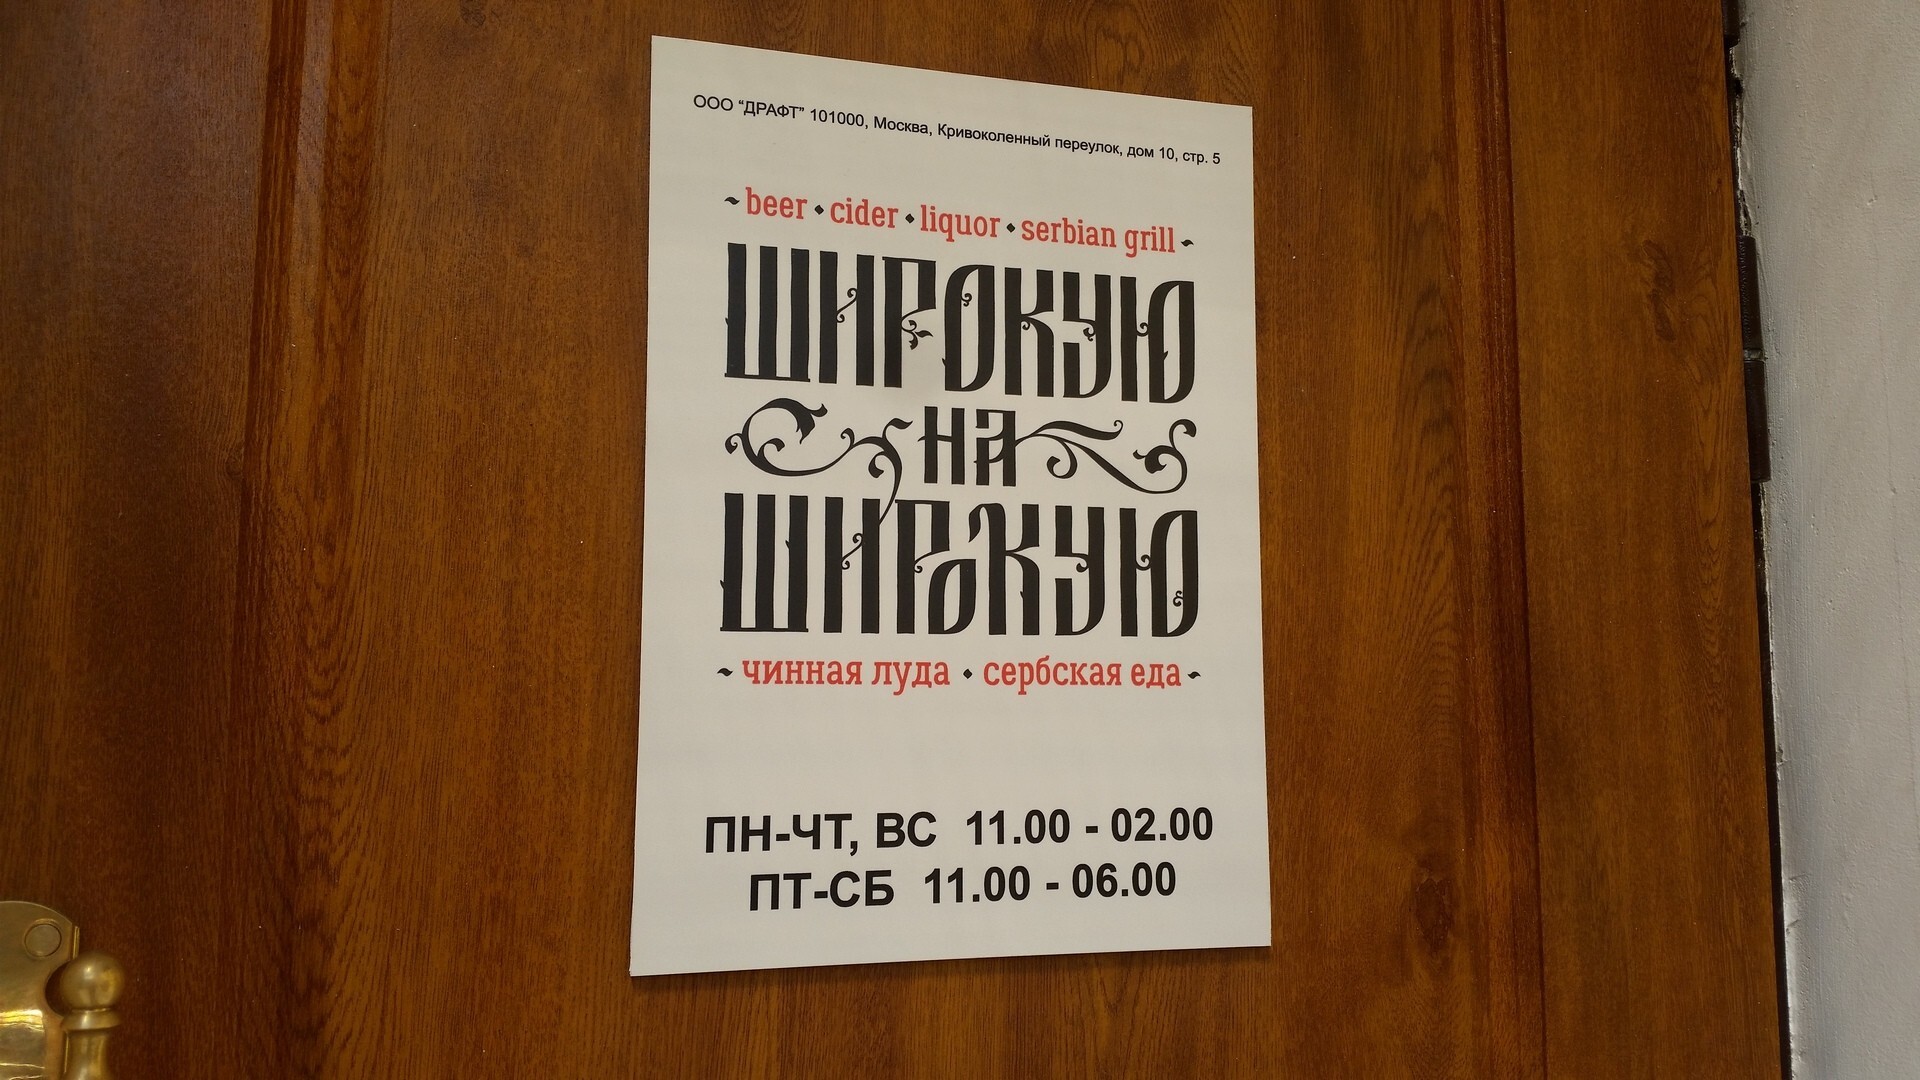 ООО “ДРАФТ” 101000, Москва, Кривоколенный переулок, дом 10, стр. 5
beer • cider • liquor • serbian grill
ШИРОКУЮ
НА
ШИРОКУЮ
чинная луда • сербская еда
ПН-ЧТ, ВС 11.00 - 02.00
ПТ-СБ 11.00 - 06.00